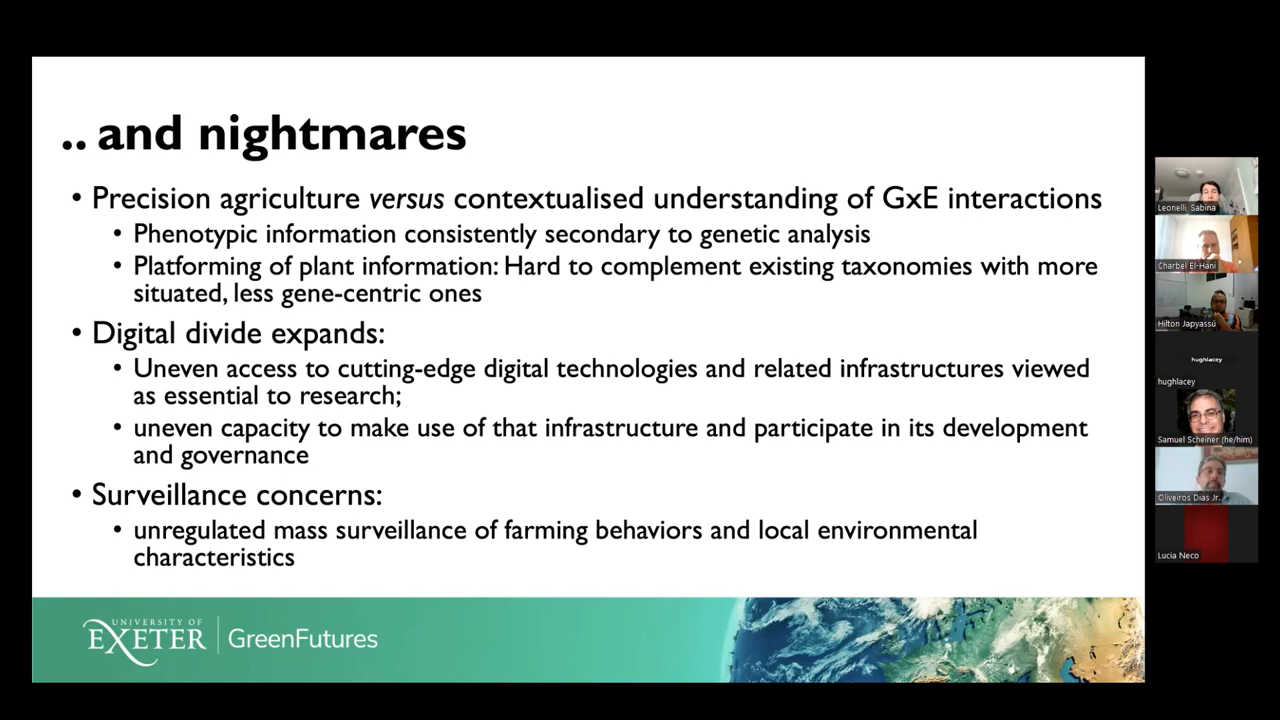 .. and nightmares
• Precision agriculture versus contextualised understanding of GxE interactions
• Phenotypic information consistently secondary to genetic analysis
• Platforming of plant information: Hard to complement existing taxonomies with more
situated, less gene-centric ones
• Digital divide expands:
• Uneven access to cutting-edge digital technologies and related infrastructures viewed
as essential to research;
• uneven capacity to make use of that infrastructure and participate in its development
and governance
• Surveillance concerns:
• unregulated mass surveillance of farming behaviors and local environmental
characteristics
UNIVERSITY OF
EXETER
GreenFutures
Leonelli, Sabina
Charbel El-Hani
Hilton Japyassú
hughlacey
hughlacey
Samuel Scheiner (he/him)
Oliveiros Dias Jr.
Lucia Neco